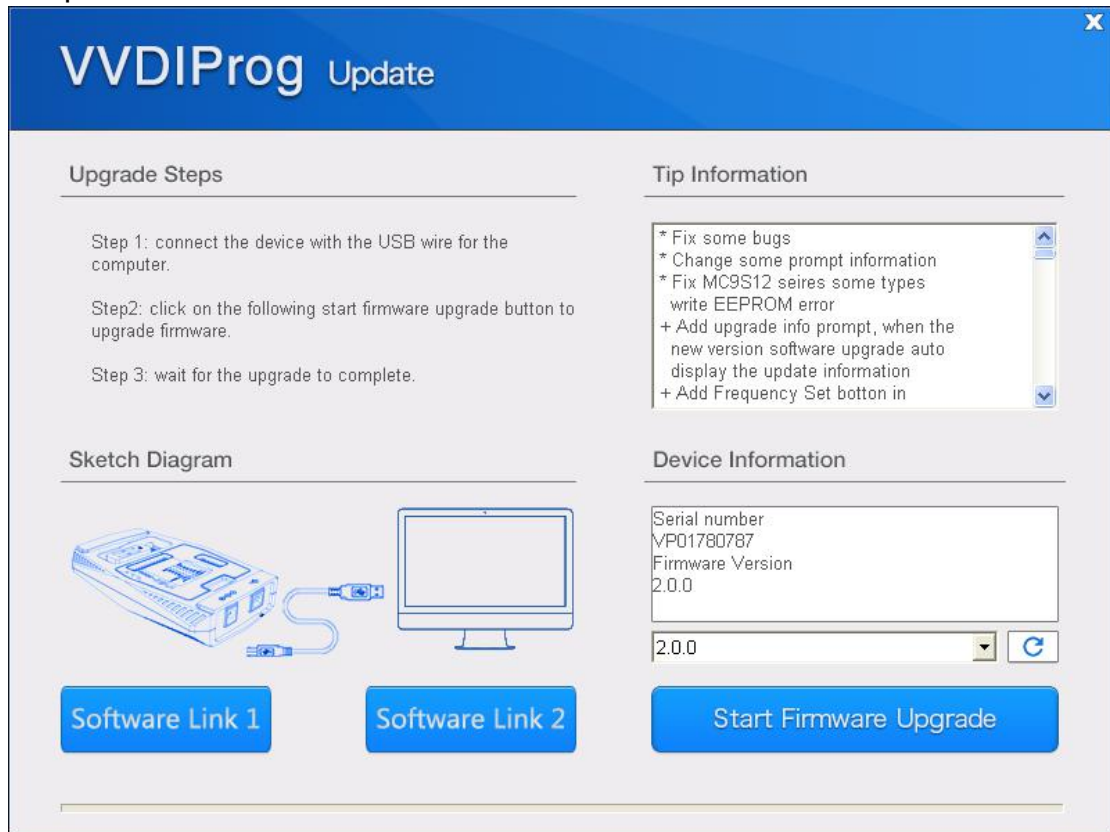 VVDIProg Update
X
Upgrade Steps
Step 1: connect the device with the USB wire for the
computer.
Step2: click on the following start firmware upgrade button to
upgrade firmware.
Step 3: wait for the upgrade to complete.
Tip Information
* Fix some bugs
* Change some prompt information
* Fix MC9S12 seires some types
write EEPROM error
+ Add upgrade info prompt, when the
new version software upgrade auto
display the update information
+ Add Frequency Set botton in
Sketch Diagram
Software Link 1
Software Link 2
Device Information
Serial number
VP01780787
Firmware Version
2.0.0
2.0.0
Start Firmware Upgrade